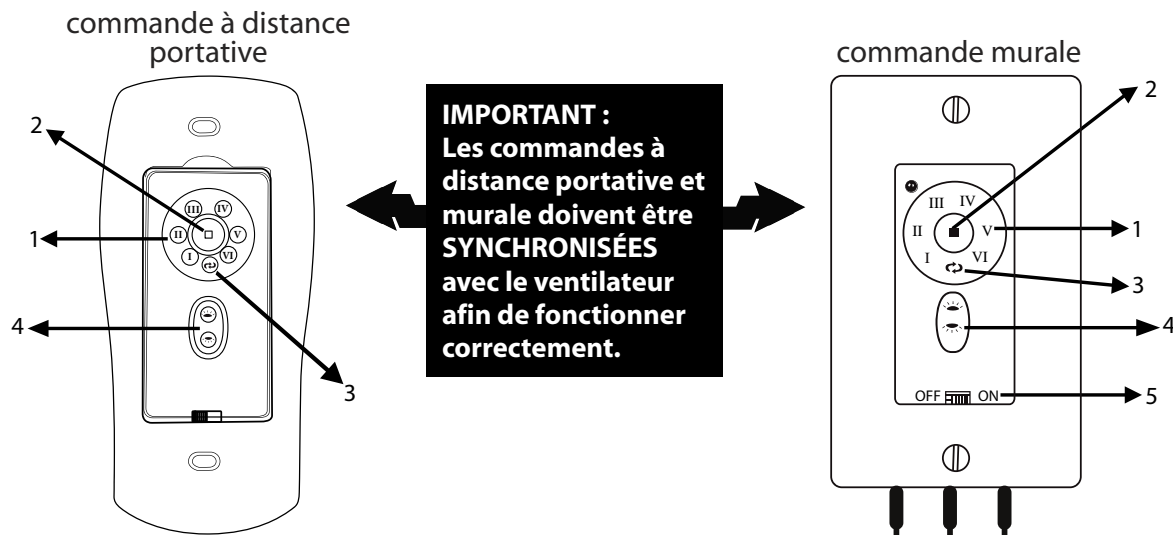 commande à distance
portative
2
1
4
3
III
IV
II
V
I
VI
IMPORTANT :
Les commandes à
distance portative et
murale doivent être
SYNCHRONISÉES
avec le ventilateur
afin de fonctionner
correctement.
commande murale
2
III
IV
II
V
1
I
VI
3
4
OFF
ON
5